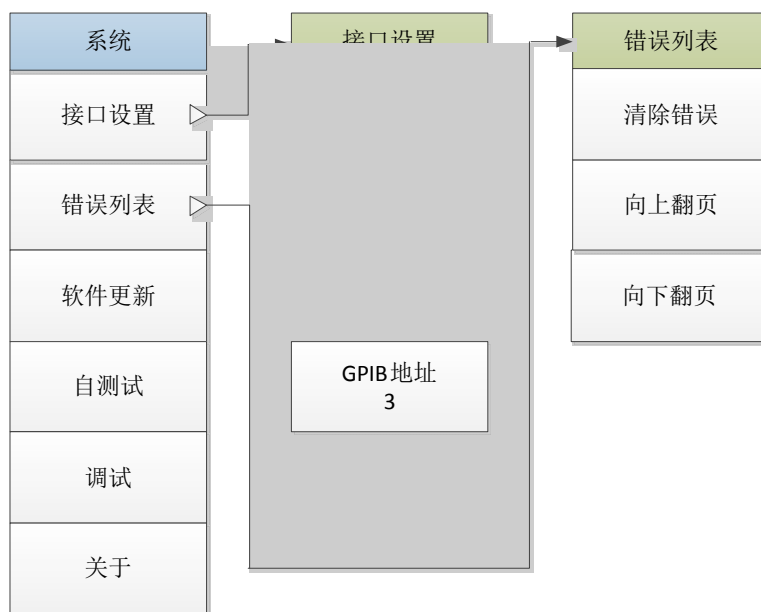 系统
接口设置
错误列表
软件更新
自测试
调试
关于
接口设置
GPIB地址
3
错误列表
清除错误
向上翻页
向下翻页